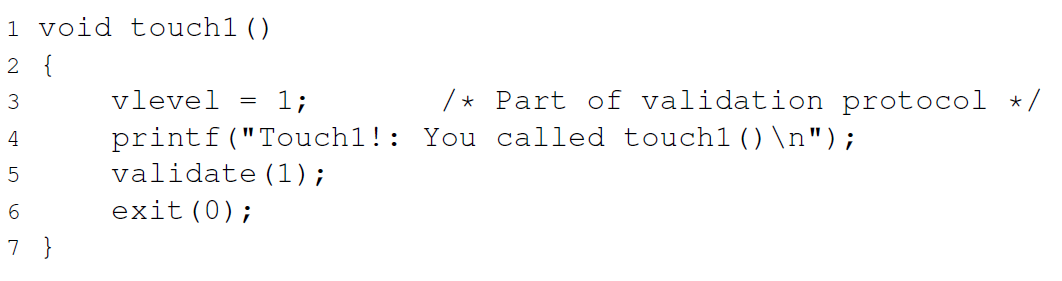 1 void touch1()
2 {
3     vlevel = 1;       /* Part of validation protocol */
4     printf("Touch1!: You called touch1()\n");
5     validate(1);
6     exit(0);
7 }